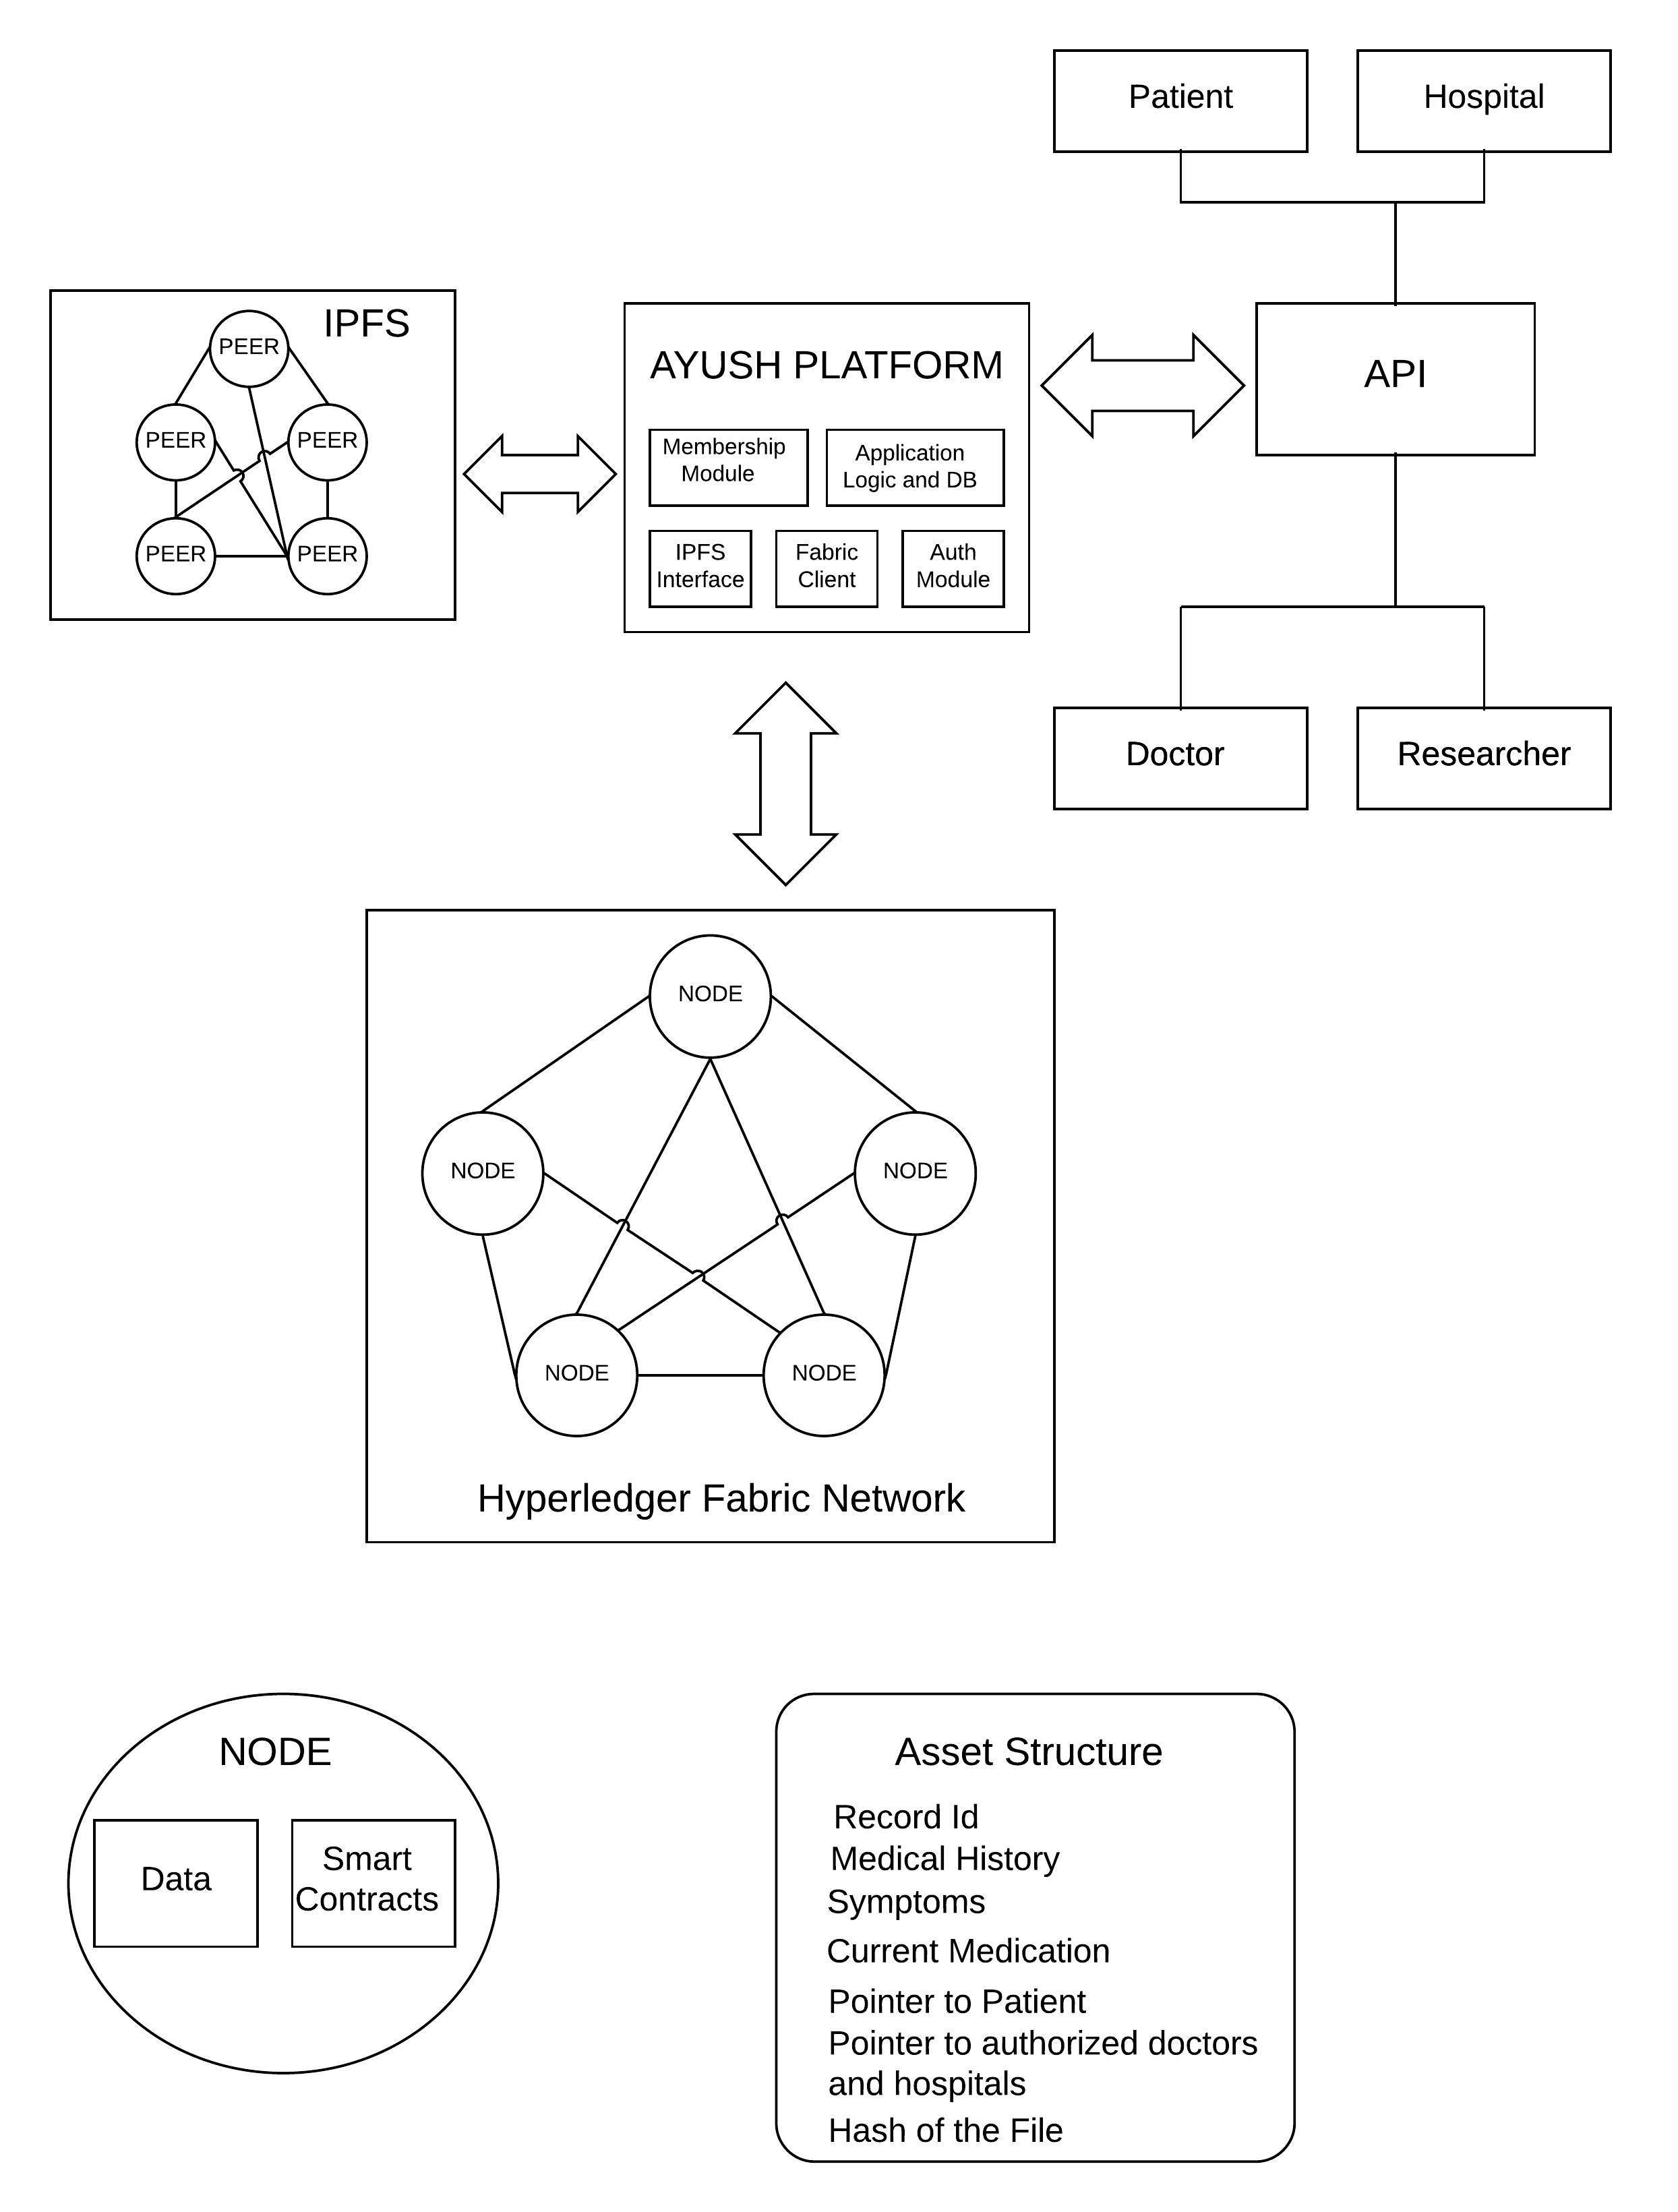 Patient
Hospital
IPFS
PEER
PEER
PEER
PEER
PEER
AYUSH PLATFORM
Membership
Module
Application
Logic and DB
IPFS
Interface
Fabric
Client
Auth
Module
API
Doctor
Researcher
NODE
NODE
NODE
NODE
NODE
Hyperledger Fabric Network
NODE
Data
Smart
Contracts
Asset Structure
Record Id
Medical History
Symptoms
Current Medication
Pointer to Patient
Pointer to authorized doctors
and hospitals
Hash of the File